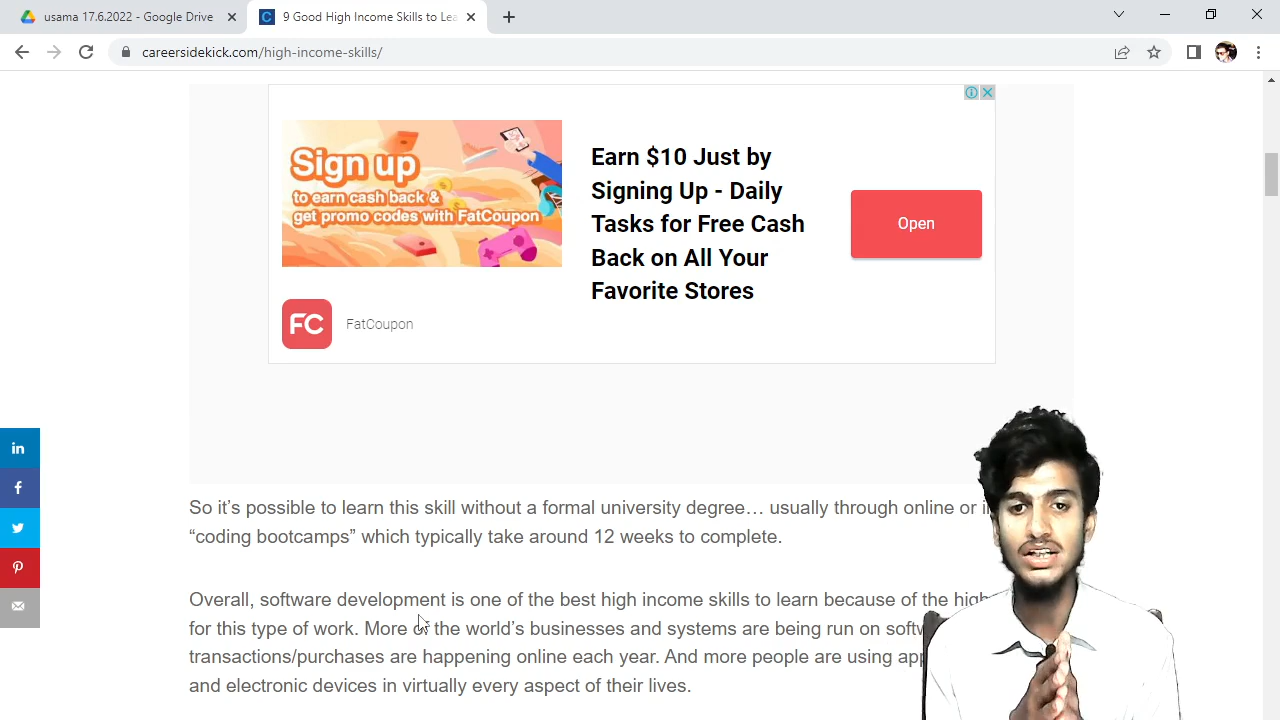 usama 17.6.2022 - Google Drive
9 Good High Income Skills to Lea
careersidekick.com/high-income-skills/
Sign up
to earn cash back &
get promo codes with FatCoupon
Earn $10 Just by
Signing Up - Daily
Tasks for Free Cash
Back on All Your
Favorite Stores
Open
FC
FatCoupon
in
So it's possible to learn this skill without a formal university degree… usually through online or
“coding bootcamps” which typically take around 12 weeks to complete.
Overall, software development is one of the best high income skills to learn because of the
for this type of work. More of the world’s businesses and systems are being run on
transactions/purchases are happening online each year. And more people are using
and electronic devices in virtually every aspect of their lives.